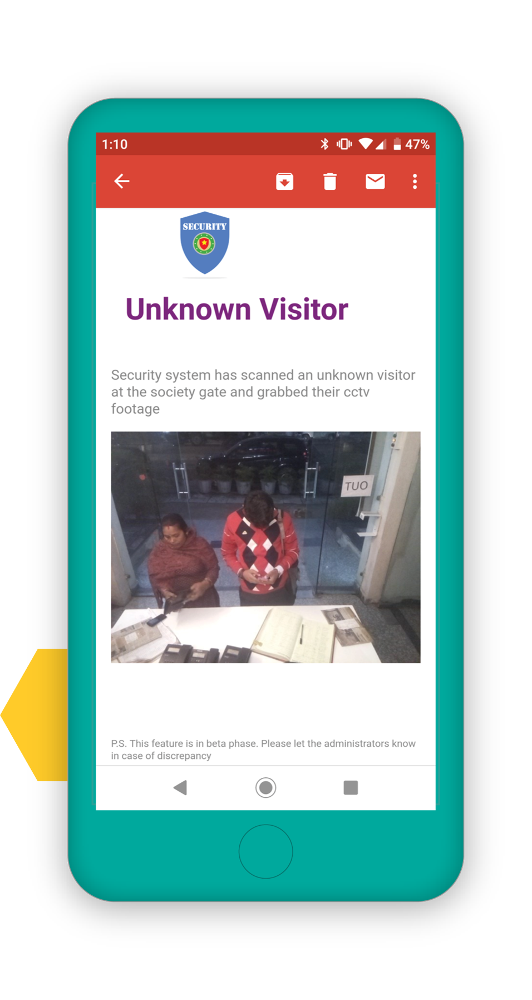 1:10
47%
SECURITY
Unknown Visitor
Security system has scanned an unknown visitor
at the society gate and grabbed their cctv
footage
TUO
P.S. This feature is in beta phase. Please let the administrators know
in case of discrepancy